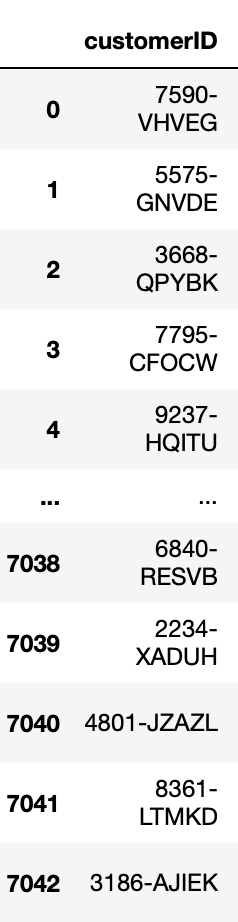 customerID
0 7590-
VHVEG
1 5575-
GNVDE
2 3668-
QPYBK
3 7795-
CFOCW
4 9237-
HQITU
... ...
7038 6840-
RESVB
7039 2234-
XADUH
7040 4801-JZAZL
7041 8361-
LTMKD
7042 3186-AJIEK